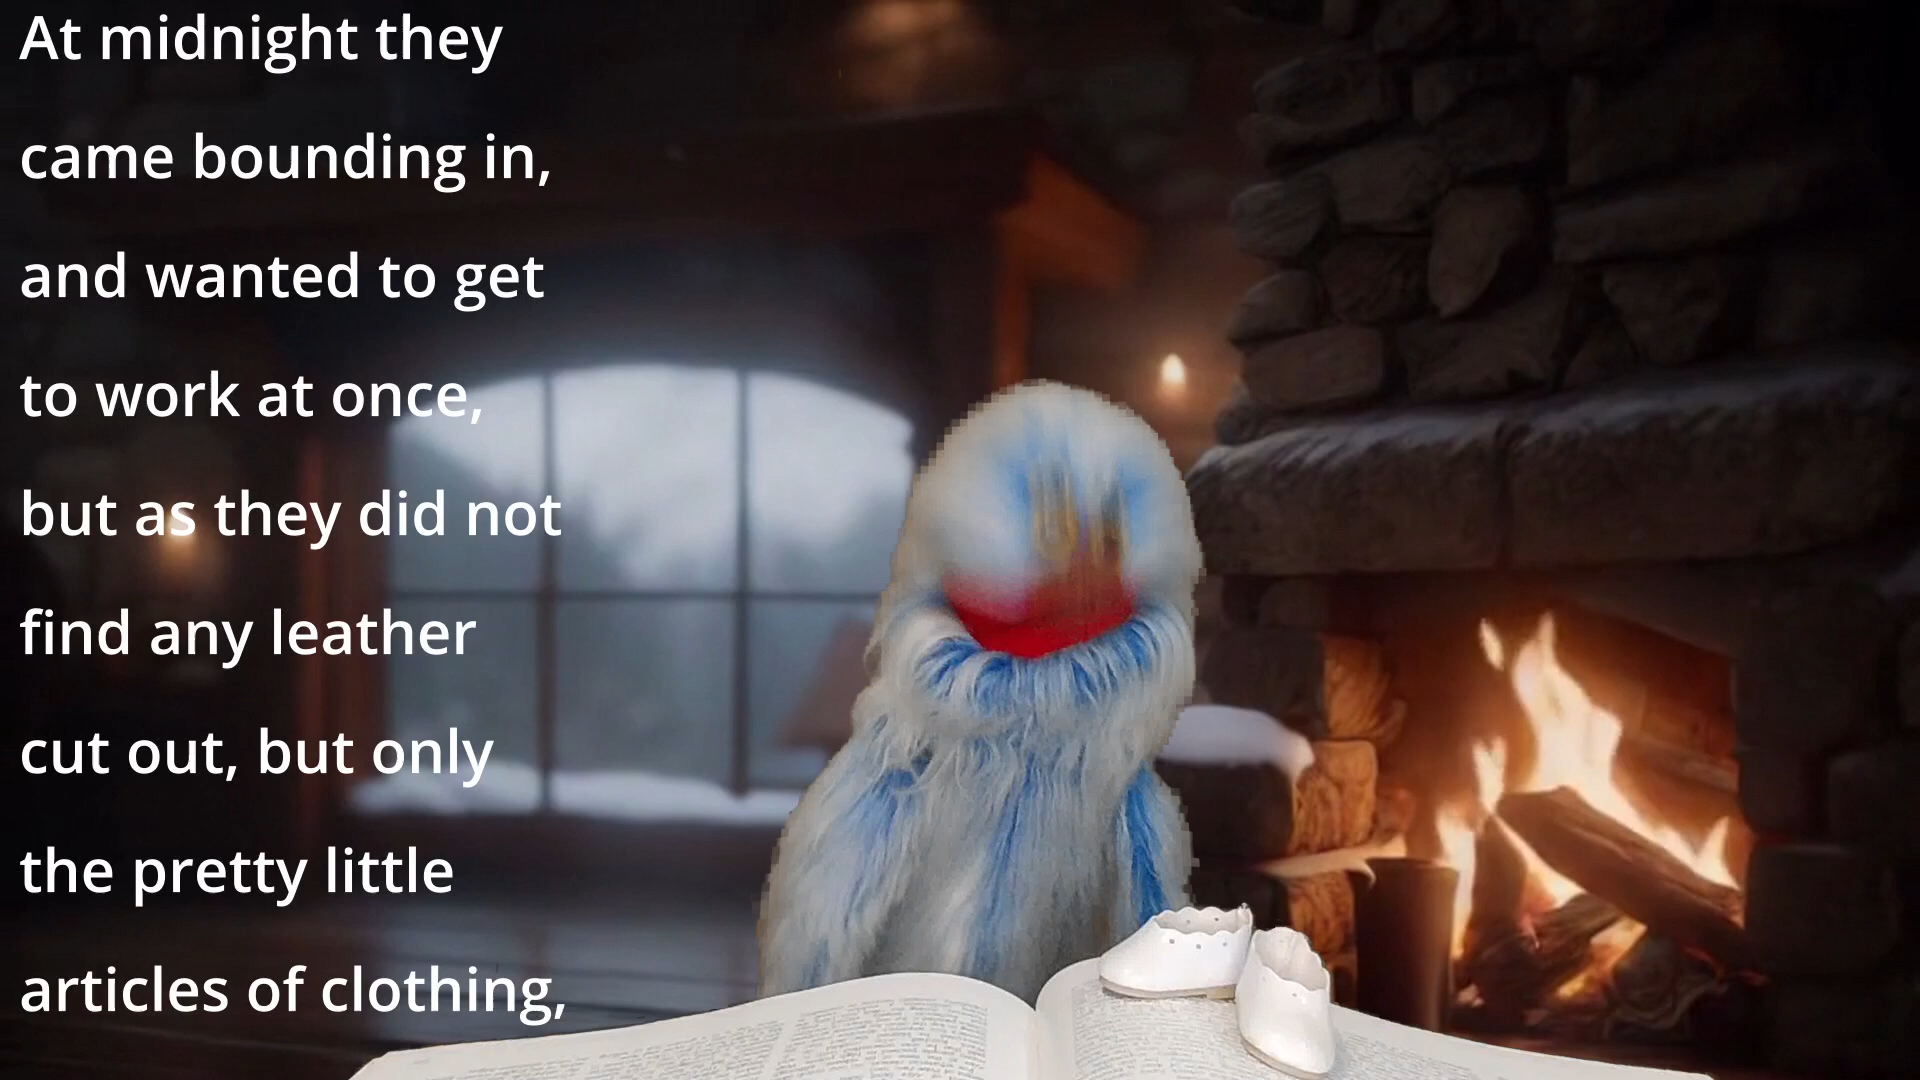 At midnight they
came bounding in,
and wanted to get
to work at once,
but as they did not
find any leather
cut out, but only
the pretty little
articles of clothing,